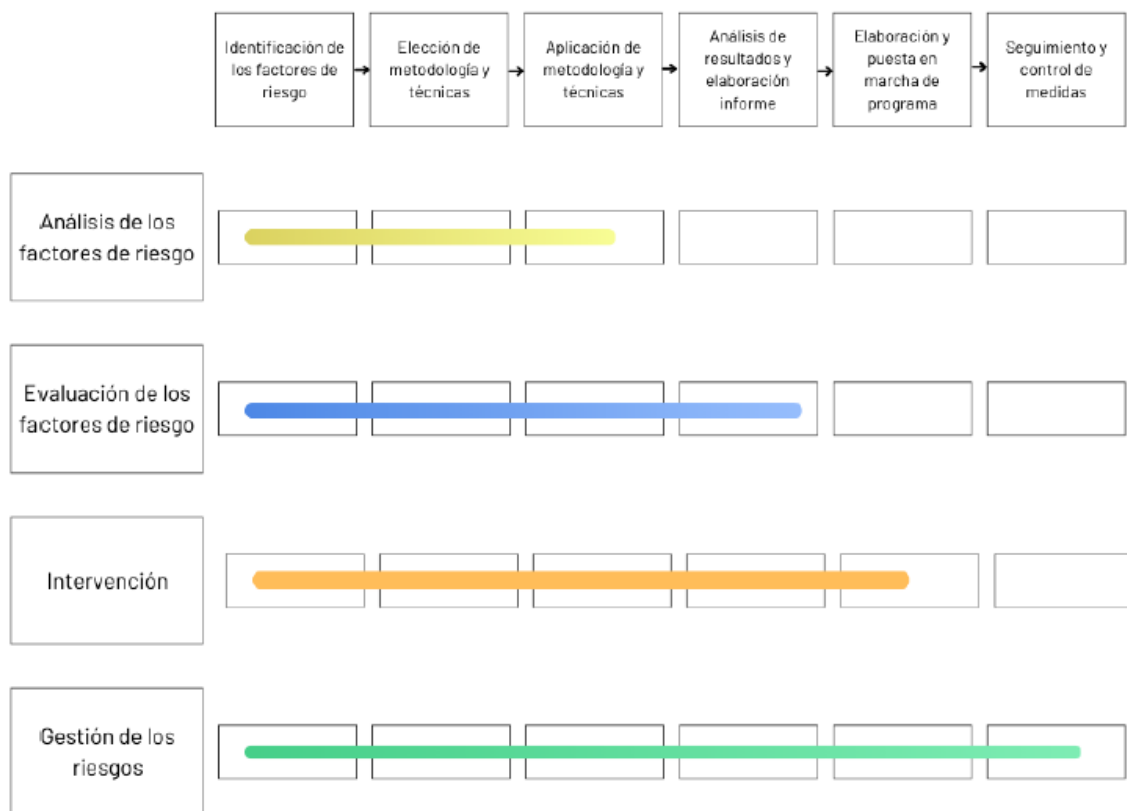 Identificación de
los factores de
riesgo
Elección de
metodología y
técnicas
Aplicación de
metodología y
técnicas
Análisis de
resultados y
elaboración
informe
Elaboración y
puesta en
marcha de
programa
Seguimiento y
control de
medidas
Análisis de los
factores de riesgo
Evaluación de los
factores de riesgo
Intervención
Gestión de los
riesgos